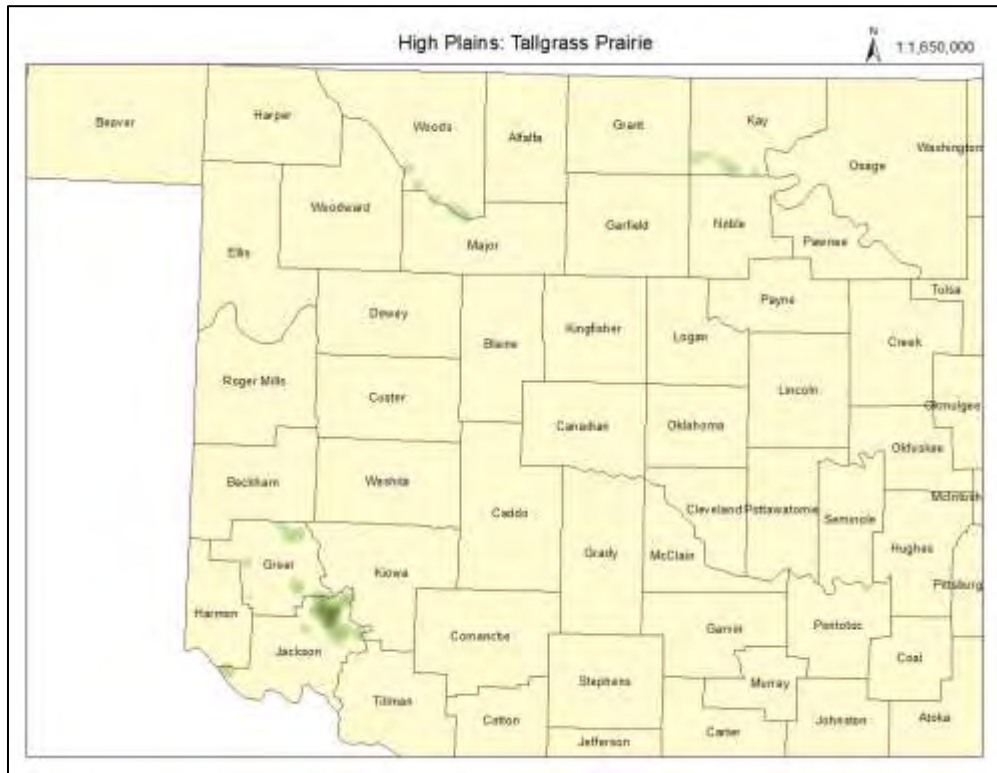 High Plains: Tallgrass Prairie
N
1:1,650,000
Beaver
Harper
Woods
Alfalfa
Grant
Kay
Osage
Washington
Woodward
Ellis
Major
Garfield
Noble
Pawnee
Tulsa
Dewey
Blaine
Kingfisher
Logan
Payne
Creek
Roger Mills
Custer
Lincoln
Okmulgee
Canadian
Oklahoma
Okfuskee
Beckham
Washita
Caddo
Cleveland
Pottawatomie
Seminole
McIntosh
Greer
Kiowa
Grady
McClain
Hughes
Pittsburg
Harmon
Jackson
Comanche
Garvin
Pontotoc
Coal
Tillman
Stephens
Murray
Cotton
Jefferson
Carter
Johnston
Atoka